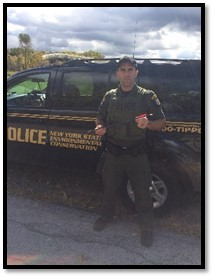 POLICE
NEW YORK STATE
ENVIRONMENTAL
CONSERVATION